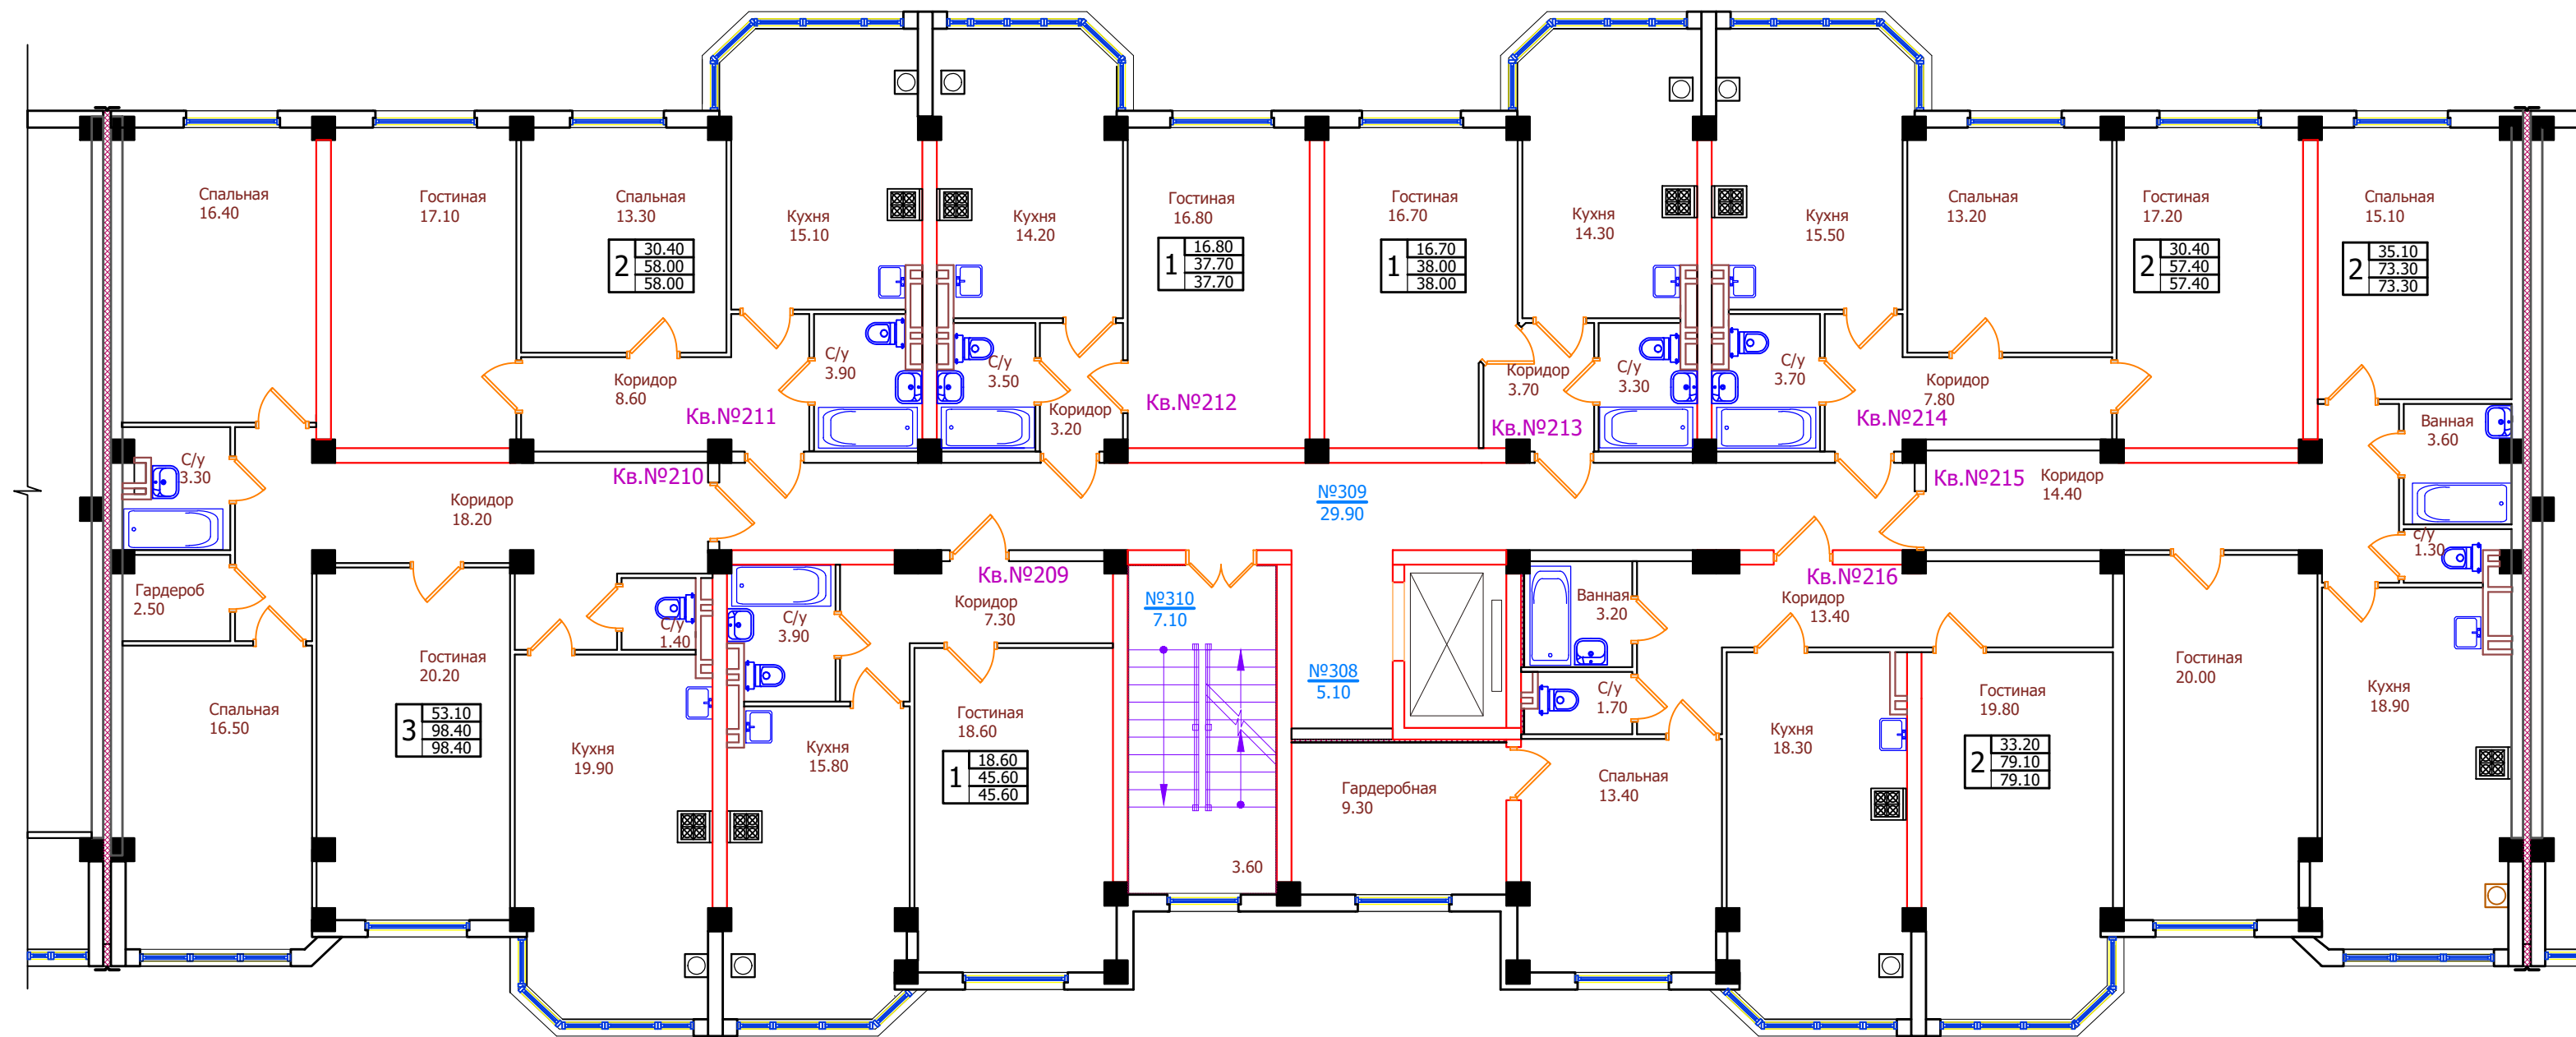 Спальная
16.40
Гостиная
17.10
Спальная
13.30
2
30.40
58.00
58.00
Кухня
15.10
Кухня
14.20
Гостиная
16.80
1
16.80
37.70
37.70
Гостиная
16.70
1
16.70
38.00
38.00
Кухня
14.30
Кухня
15.50
Спальная
13.20
Гостиная
17.20
2
30.40
57.40
57.40
Спальная
15.10
2
35.10
73.30
73.30
С/у
3.90
Коридор
8.60
Кв.№211
С/у
3.50
Коридор
3.20
Кв.№212
Коридор
3.70
Кв.№213
С/у
3.30
С/у
3.70
Коридор
7.80
Кв.№214
Ванная
3.60
С/у
3.30
Коридор
18.20
Кв.№210
№309
29.90
Кв.№215
Коридор
14.40
с/у
1.30
Гардероб
2.50
С/у
1.40
С/у
3.90
Кв.№209
Коридор
7.30
№310
7.10
№308
5.10
Ванная
3.20
Кв.№216
Коридор
13.40
С/у
1.70
Спальная
16.50
Гостиная
20.20
3
53.10
98.40
98.40
Кухня
19.90
Кухня
15.80
Гостиная
18.60
1
18.60
45.60
45.60
3.60
Гардеробная
9.30
Спальная
13.40
Кухня
18.30
Гостиная
19.80
2
33.20
79.10
79.10
Гостиная
20.00
Кухня
18.90